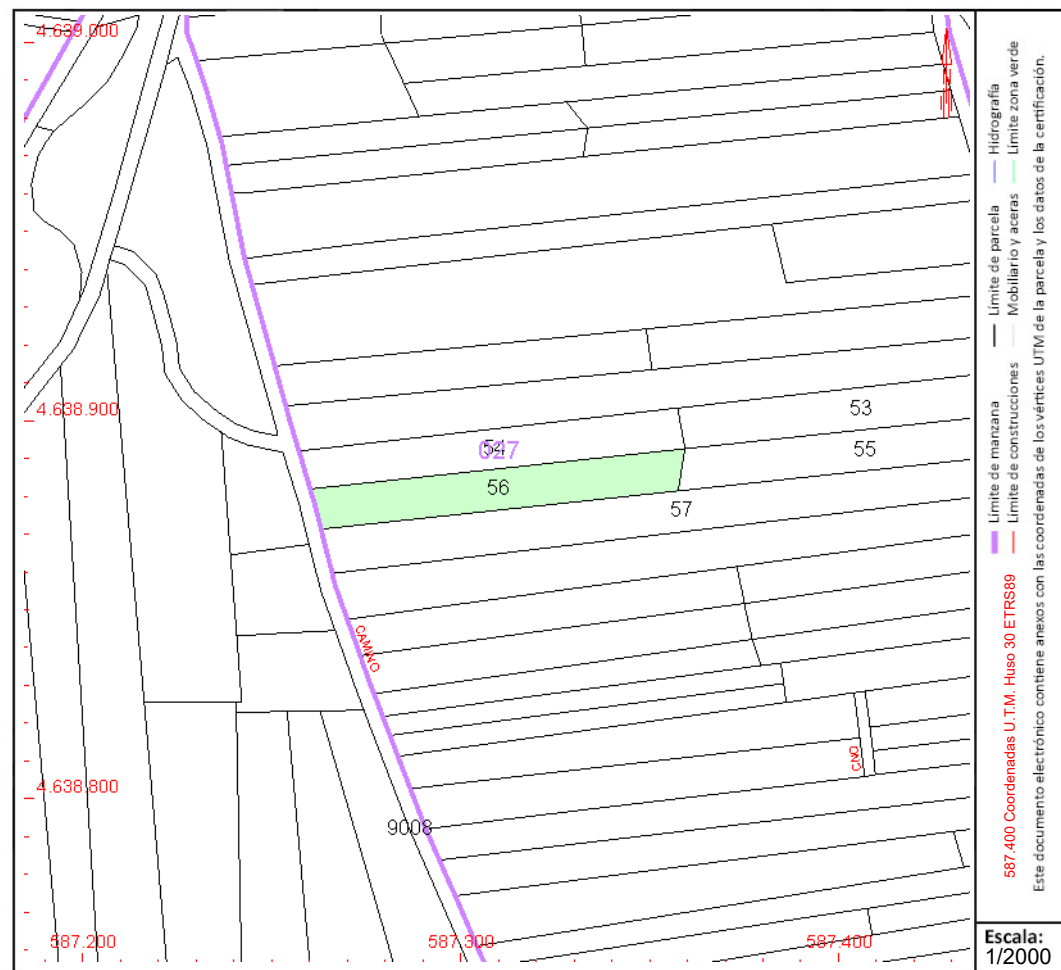 4.639.000
4.638.900
53
54
027
55
56
57
CAMINO
CNO
4.638.800
9008
587.200
587.300
587.400
Límite de manzana
Límite de parcela
Hidrografía
Límite de construcciones
Mobiliario y aceras
Límite zona verde
587.400 Coordenadas U.T.M. Huso 30 ETRS89
Este documento electrónico contiene anexos con las coordenadas de los vértices UTM de la parcela y los datos de la certificación.
Escala:
1/2000